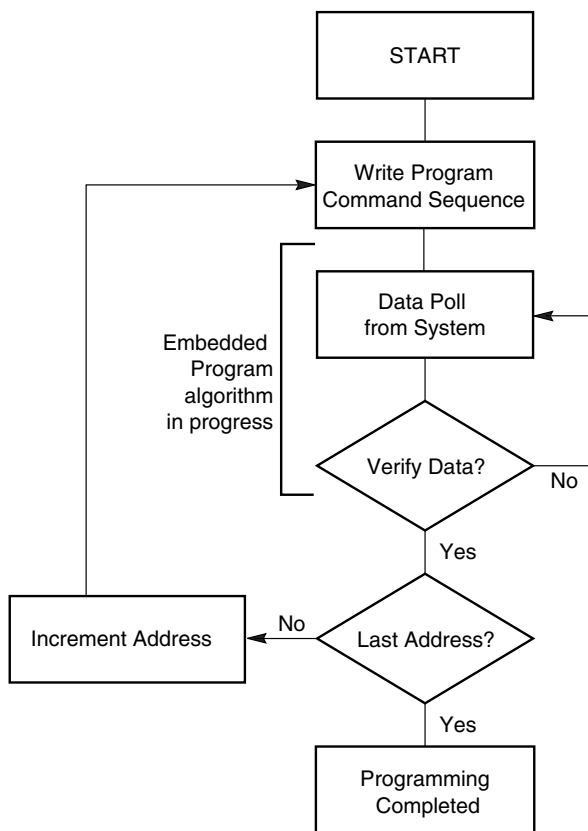 START
Write Program
Command Sequence
Data Poll
from System
Embedded
Program
algorithm
in progress
Verify Data?
No
Yes
Last Address?
No
Increment Address
Yes
Programming
Completed